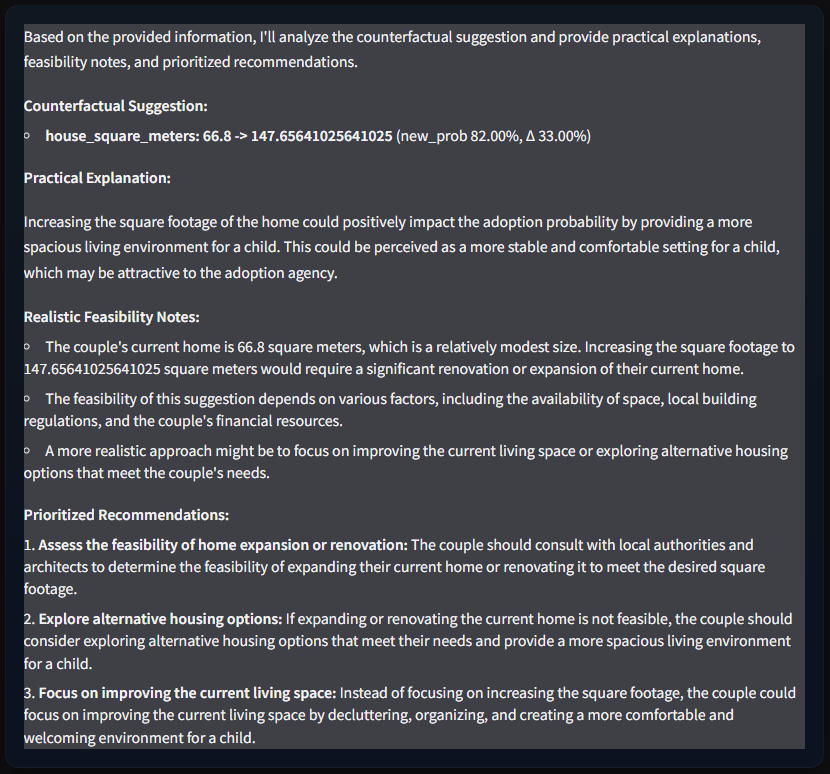 Based on the provided information, I'll analyze the counterfactual suggestion and provide practical explanations,
feasibility notes, and prioritized recommendations.
Counterfactual Suggestion:
house_square_meters: 66.8 -> 147.65641025641025 (new_prob 82.00%, Δ 33.00%)
Practical Explanation:
Increasing the square footage of the home could positively impact the adoption probability by providing a more
spacious living environment for a child. This could be perceived as a more stable and comfortable setting for a child,
which may be attractive to the adoption agency.
Realistic Feasibility Notes:
The couple's current home is 66.8 square meters, which is a relatively modest size. Increasing the square footage to
147.65641025641025 square meters would require a significant renovation or expansion of their current home.
The feasibility of this suggestion depends on various factors, including the availability of space, local building
regulations, and the couple's financial resources.
A more realistic approach might be to focus on improving the current living space or exploring alternative housing
options that meet the couple's needs.
Prioritized Recommendations:
1. Assess the feasibility of home expansion or renovation: The couple should consult with local authorities and
architects to determine the feasibility of expanding their current home or renovating it to meet the desired square
footage.
2. Explore alternative housing options: If expanding or renovating the current home is not feasible, the couple should
consider exploring alternative housing options that meet their needs and provide a more spacious living environment
for a child.
3. Focus on improving the current living space: Instead of focusing on increasing the square footage, the couple could
focus on improving the current living space by decluttering, organizing, and creating a more comfortable and
welcoming environment for a child.